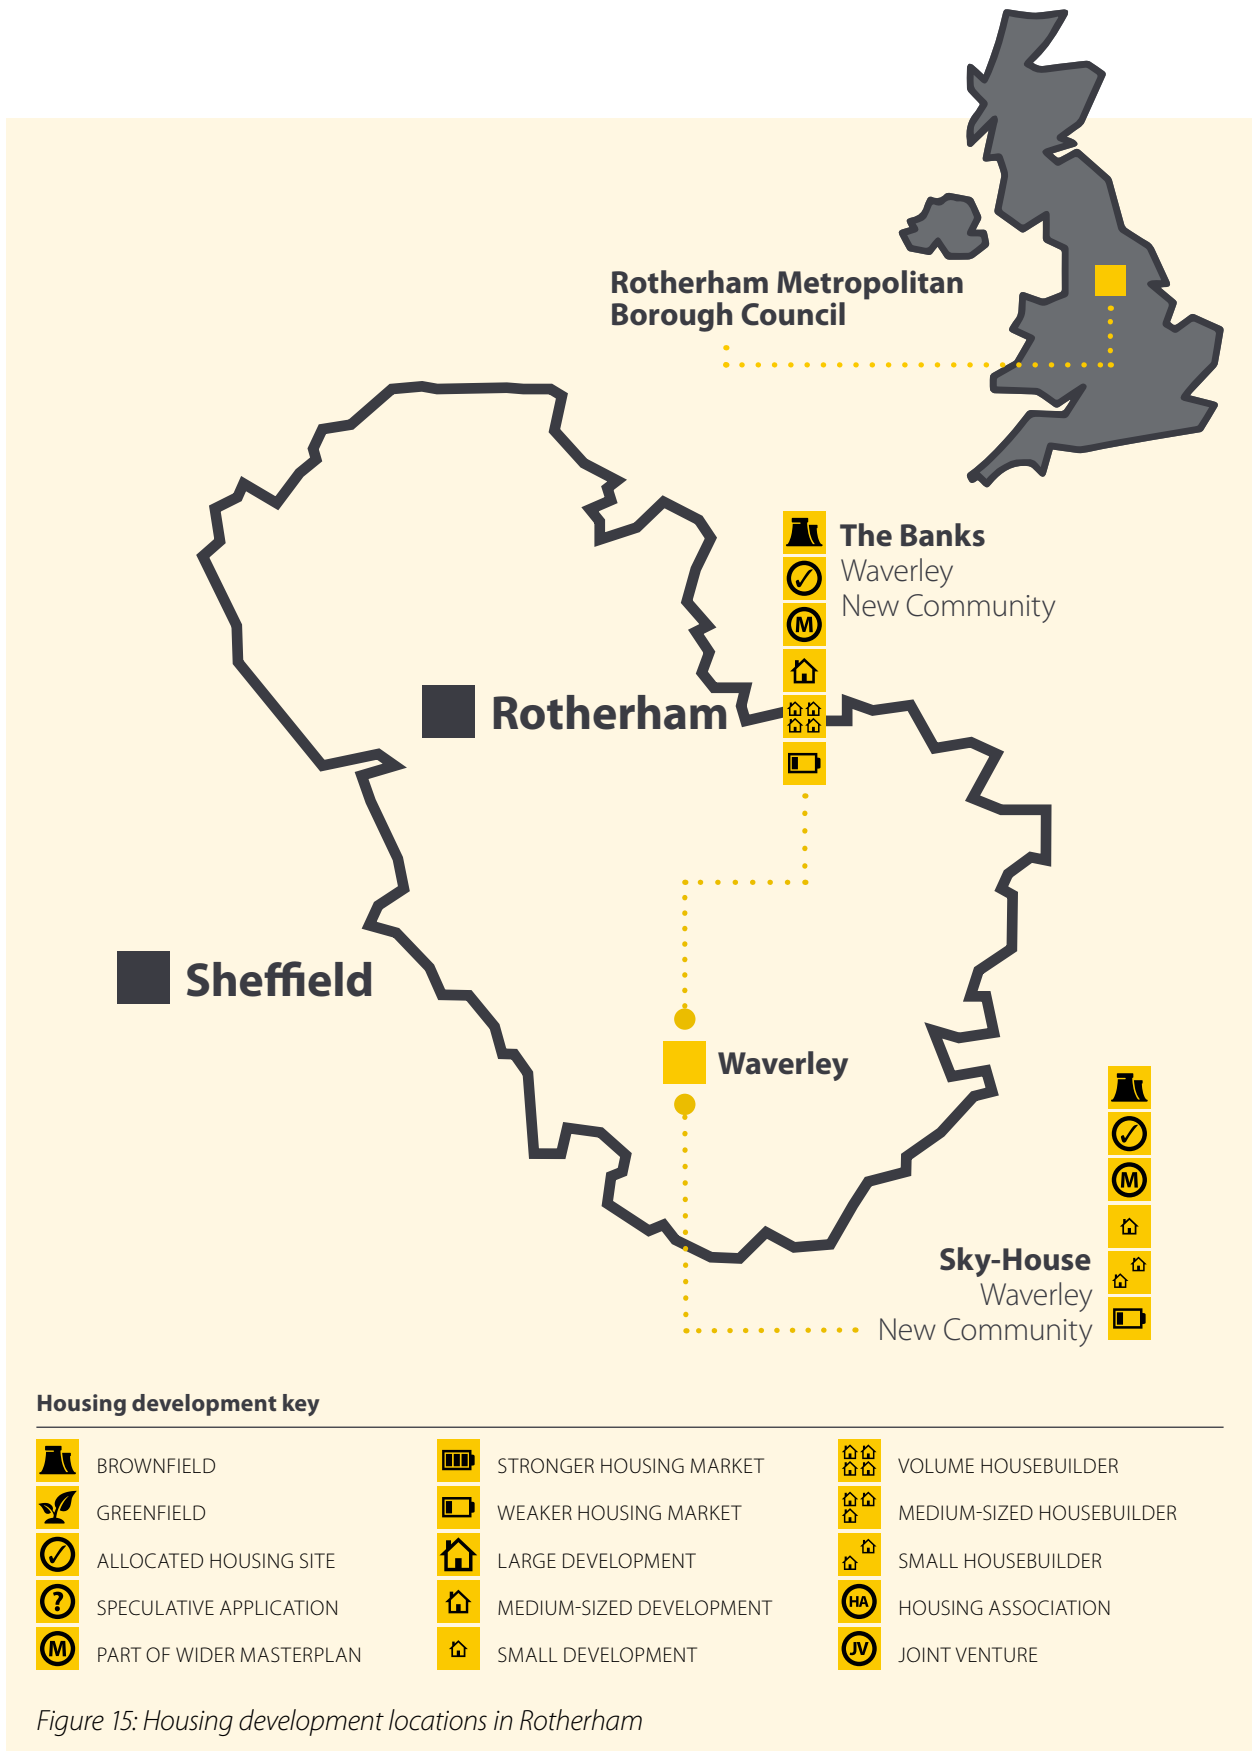 Rotherham Metropolitan
Borough Council
The Banks
Waverley
New Community
M
Rotherham
Sheffield
Waverley
M
Sky-House
Waverley
New Community
Housing development key
BROWNFIELD
GREENFIELD
ALLOCATED HOUSING SITE
? SPECULATIVE APPLICATION
M PART OF WIDER MASTERPLAN
STRONGER HOUSING MARKET
WEAKER HOUSING MARKET
LARGE DEVELOPMENT
MEDIUM-SIZED DEVELOPMENT
SMALL DEVELOPMENT
VOLUME HOUSEBUILDER
MEDIUM-SIZED HOUSEBUILDER
SMALL HOUSEBUILDER
HA HOUSING ASSOCIATION
JV JOINT VENTURE
Figure 15: Housing development locations in Rotherham